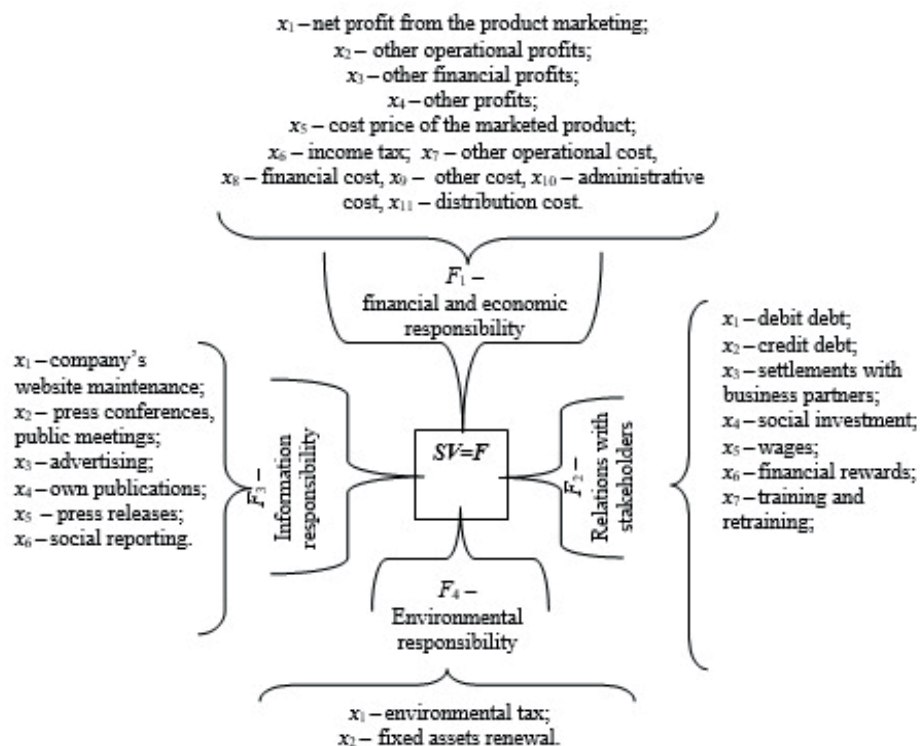 x₁ – net profit from the product marketing;
x₂ – other operational profits;
x₃ – other financial profits;
x₄ – other profits;
x₅ – cost price of the marketed product;
x₆ – income tax; x₇ – other operational cost,
x₈ – financial cost, x₉ – other cost, x₁₀ – administrative
cost, x₁₁ – distribution cost.
F₁ –
financial and economic
responsibility
x₁ – company’s
website maintenance;
x₂ – press conferences,
public meetings;
x₃ – advertising;
x₄ – own publications;
x₅ – press releases;
x₆ – social reporting.
F₃ –
Information
responsibility
SV=F
F₂ –
Relations with
stakeholders
x₁ – debit debt;
x₂ – credit debt;
x₃ – settlements with
business partners;
x₄ – social investment;
x₅ – wages;
x₆ – financial rewards;
x₇ – training and
retraining;
F₄ –
Environmental
responsibility
x₁ – environmental tax;
x₂ – fixed assets renewal.